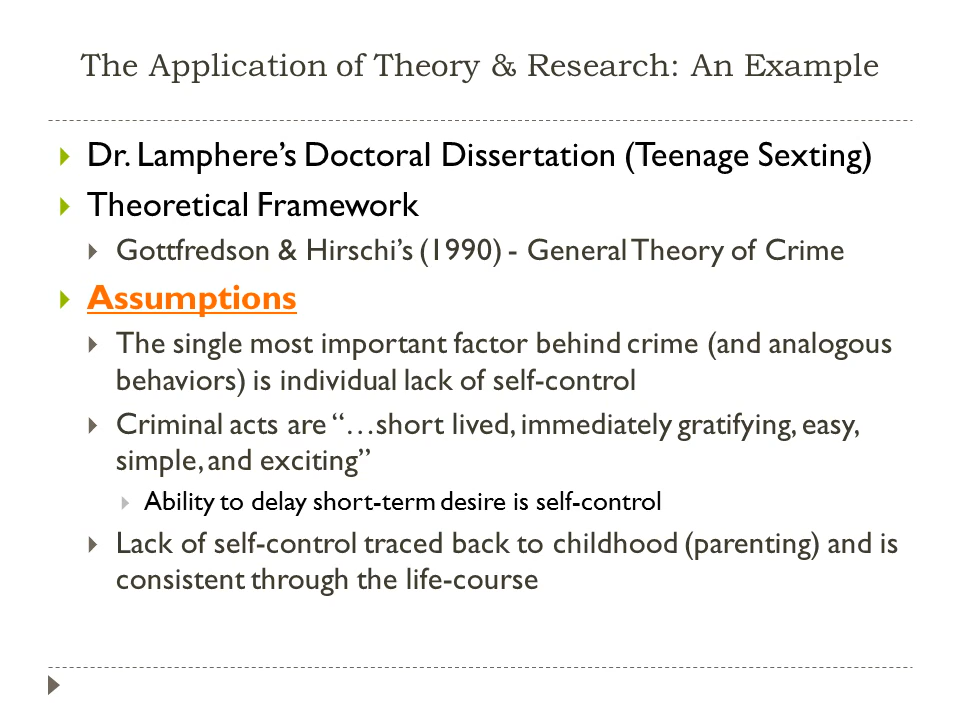 The Application of Theory & Research: An Example
Dr. Lamphere’s Doctoral Dissertation (Teenage Sexting)
Theoretical Framework
Gottfredson & Hirschi’s (1990) - General Theory of Crime
Assumptions
The single most important factor behind crime (and analogous
behaviors) is individual lack of self-control
Criminal acts are “…short lived, immediately gratifying, easy,
simple, and exciting”
Ability to delay short-term desire is self-control
Lack of self-control traced back to childhood (parenting) and is
consistent through the life-course